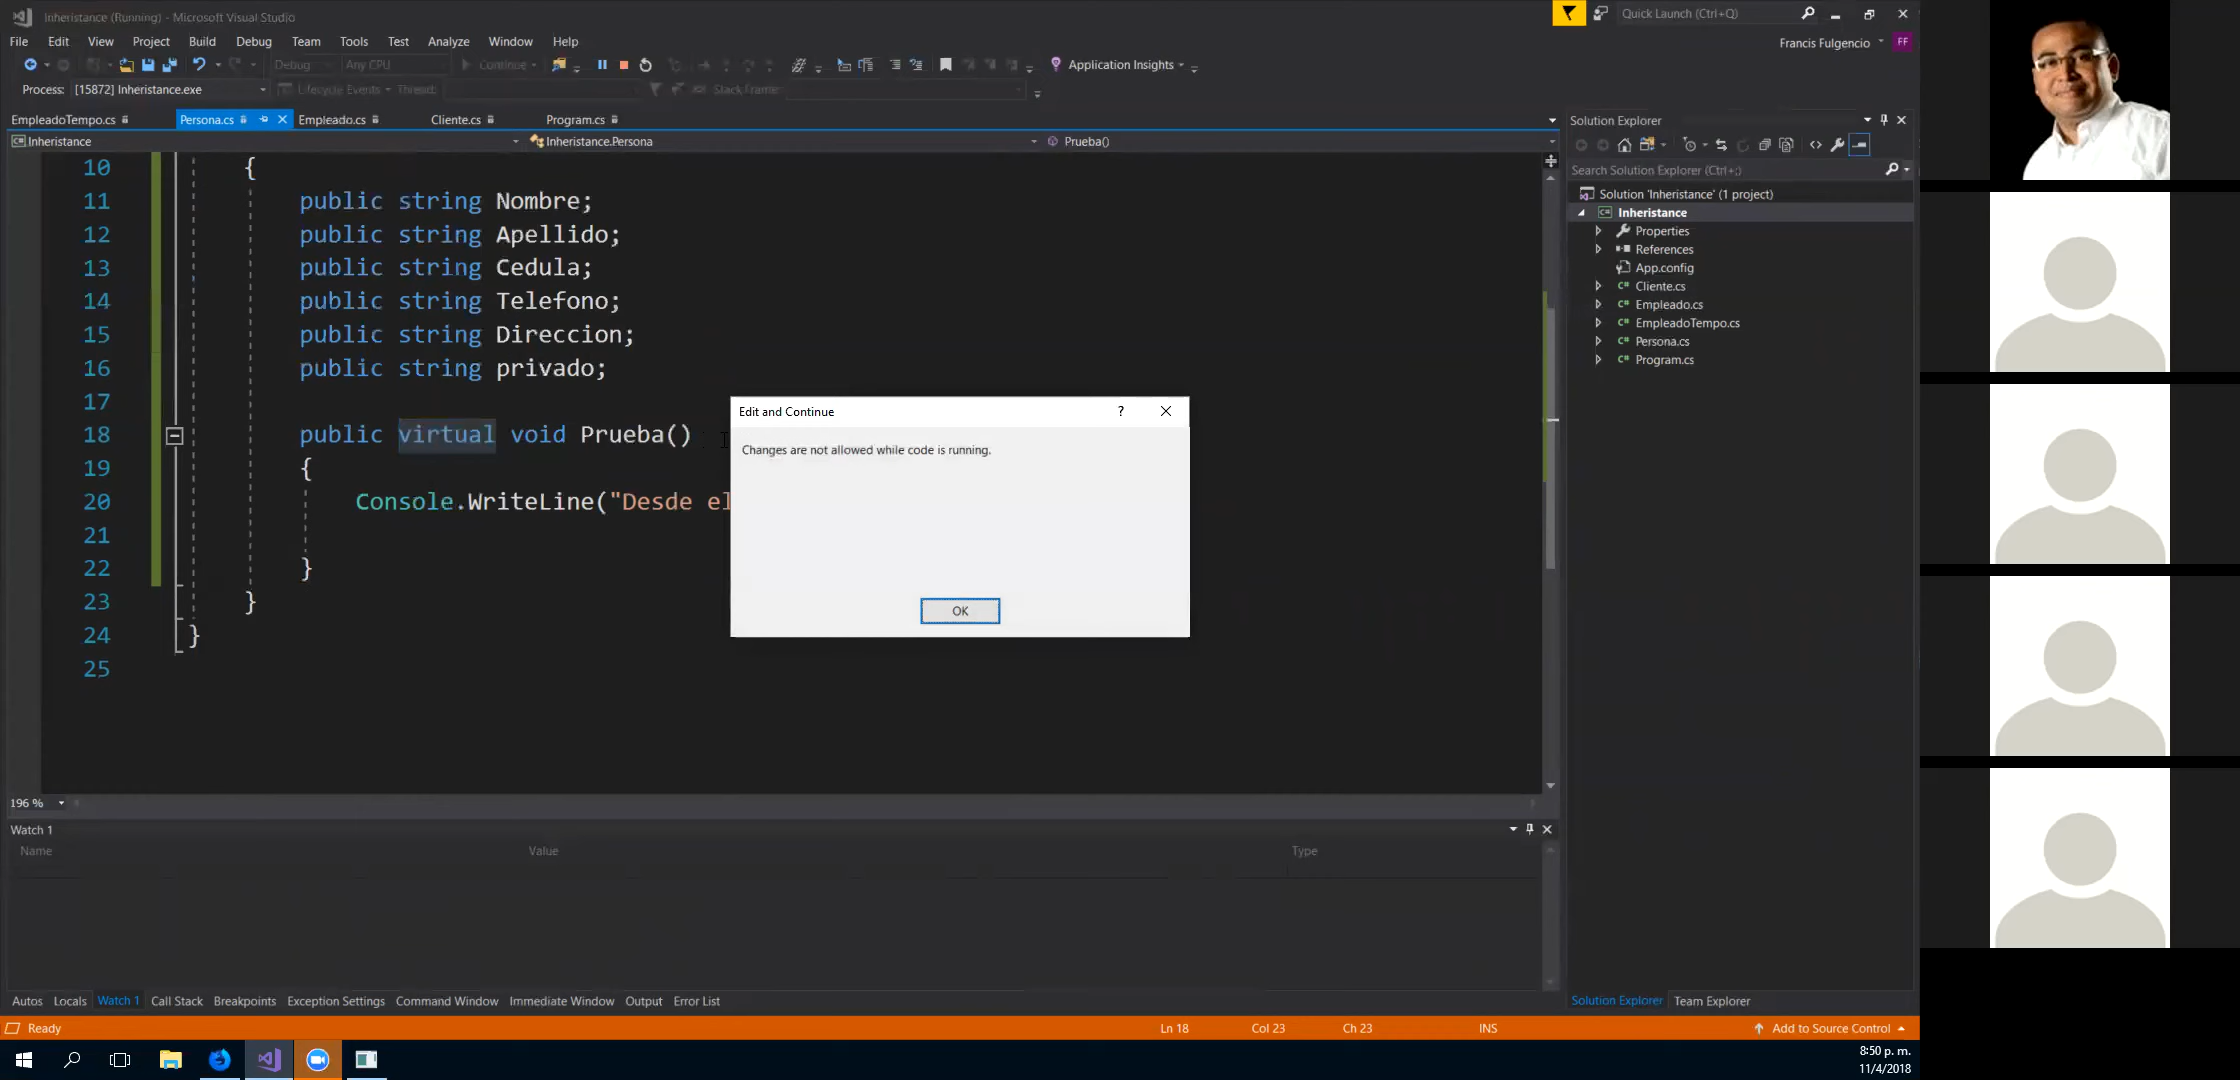 Inheristance (Running) - Microsoft Visual Studio
Quick Launch (Ctrl+Q)
File Edit View Project Build Debug Team Tools Test Analyze Window Help
Francis Fulgencio FF
Debug Any CPU Continue Application Insights
Process: [15872] Inheristance.exe Lifecycle Events Thread: Stack Frame:
EmpleadoTempo.cs Persona.cs Empleado.cs Cliente.cs Program.cs
Inheristance Inheristance.Persona Prueba()
10 {
11 public string Nombre;
12 public string Apellido;
13 public string Cedula;
14 public string Telefono;
15 public string Direccion;
16 public string privado;
17
18 public virtual void Prueba()
19 {
20 Console.WriteLine("Desde el
21
22 }
23 }
24 }
25
Edit and Continue ?
Changes are not allowed while code is running.
OK
Solution Explorer
Search Solution Explorer (Ctrl+;)
Solution 'Inheristance' (1 project)
Inheristance
Properties
References
App.config
C# Cliente.cs
C# Empleado.cs
C# EmpleadoTempo.cs
C# Persona.cs
C# Program.cs
196 %
Watch 1
Name Value Type
Autos Locals Watch 1 Call Stack Breakpoints Exception Settings Command Window Immediate Window Output Error List
Solution Explorer Team Explorer
Ready Ln 18 Col 23 Ch 23 INS Add to Source Control
8:50 p. m.
11/4/2018